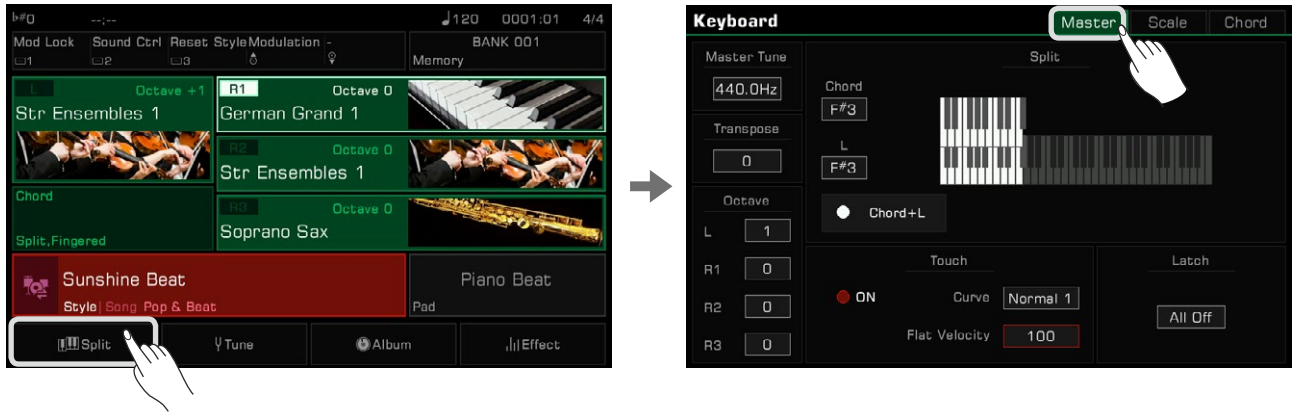 b#0 --;-- ♩120 0001:01 4/4
Mod Lock Sound Ctrl Reset StyleModulation -
1 2 3
BANK 001
Memory
L Octave +1
Str Ensembles 1
R1 Octave 0
German Grand 1
R2 Octave 0
Str Ensembles 1
R3 Octave 0
Soprano Sax
Chord
Split,Fingered
Sunshine Beat
Style|Song Pop & Beat
Piano Beat
Pad
Split Tune Album Effect
Keyboard Master Scale Chord
Master Tune
440.0Hz
Transpose
0
Octave
L 1
R1 0
R2 0
R3 0
Split
Chord
F#3
L
F#3
Chord+L
Touch
ON Curve Normal 1
Flat Velocity 100
Latch
All Off